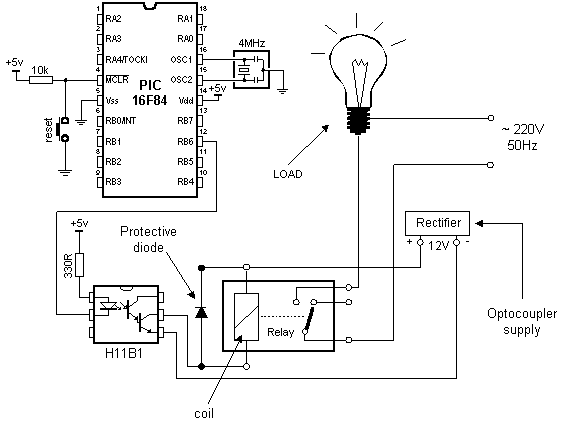 1 RA2 RA1 18
2 RA3 RA0 17
3 RA4/TOCKI OSC1 16
4 MCLR OSC2 15
5 Vss Vdd 14
6 RB0/INT RB7 13
7 RB1 RB6 12
8 RB2 RB5 11
9 RB3 RB4 10
PIC
16F84
4MHz
+5v
10k
+5v
reset
LOAD
~ 220V
50Hz
Rectifier
+ 12V -
Optocoupler
supply
+5v
330R
Protective
diode
Relay
H11B1
coil